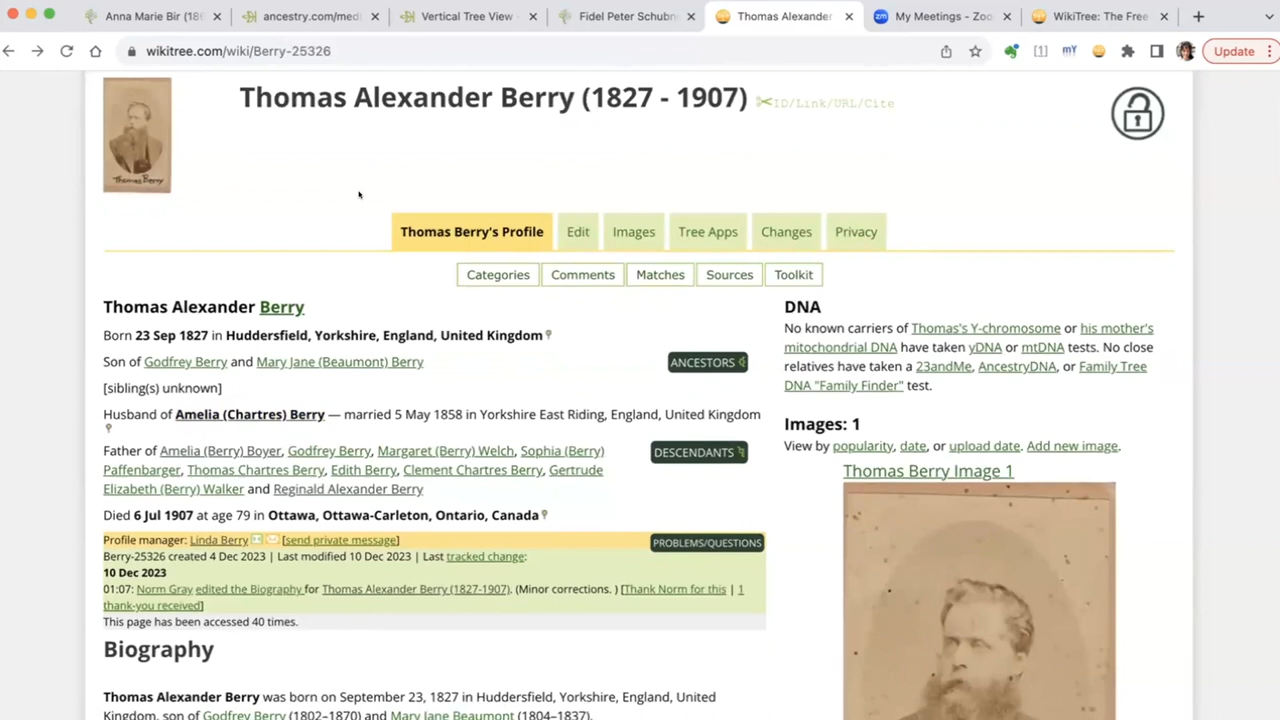 Anna Marie Bir (186
ancestry.com/med
Vertical Tree View -
Fidel Peter Schubn
Thomas Alexander
My Meetings - Zoo
WikiTree: The Free
wikitree.com/wiki/Berry-25326
Update
Thomas Alexander Berry (1827 - 1907)
ID/Link/URL/Cite
Thomas Berry
Thomas Berry's Profile
Edit
Images
Tree Apps
Changes
Privacy
Categories
Comments
Matches
Sources
Toolkit
Thomas Alexander Berry
Born 23 Sep 1827 in Huddersfield, Yorkshire, England, United Kingdom
Son of Godfrey Berry and Mary Jane (Beaumont) Berry
ANCESTORS
[sibling(s) unknown]
Husband of Amelia (Chartres) Berry — married 5 May 1858 in Yorkshire East Riding, England, United Kingdom
Father of Amelia (Berry) Boyer, Godfrey Berry, Margaret (Berry) Welch, Sophia (Berry)
Paffenbarger, Thomas Chartres Berry, Edith Berry, Clement Chartres Berry, Gertrude
Elizabeth (Berry) Walker and Reginald Alexander Berry
DESCENDANTS
Died 6 Jul 1907 at age 79 in Ottawa, Ottawa-Carleton, Ontario, Canada
Profile manager: Linda Berry [send private message]
PROBLEMS/QUESTIONS
Berry-25326 created 4 Dec 2023 | Last modified 10 Dec 2023 | Last tracked change:
10 Dec 2023
01:07: Norm Gray edited the Biography for Thomas Alexander Berry (1827-1907). (Minor corrections. ) [Thank Norm for this | 1
thank-you received]
This page has been accessed 40 times.
Biography
Thomas Alexander Berry was born on September 23, 1827 in Huddersfield, Yorkshire, England, United
Kingdom, son of Godfrey Berry (1802–1870) and Mary Jane Beaumont (1804–1837).
DNA
No known carriers of Thomas's Y-chromosome or his mother's
mitochondrial DNA have taken yDNA or mtDNA tests. No close
relatives have taken a 23andMe, AncestryDNA, or Family Tree
DNA "Family Finder" test.
Images: 1
View by popularity, date, or upload date. Add new image.
Thomas Berry Image 1